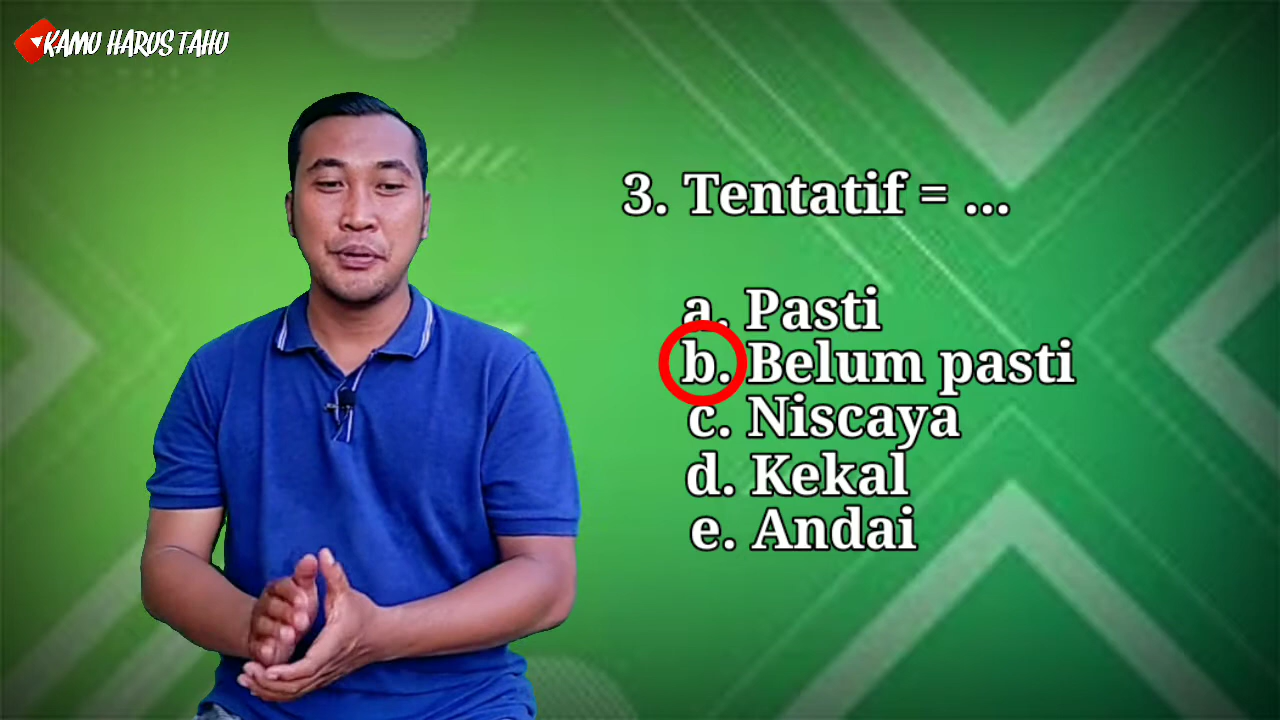 KAMU HARUS TAHU
3. Tentatif = ...
a. Pasti
b. Belum pasti
c. Niscaya
d. Kekal
e. Andai